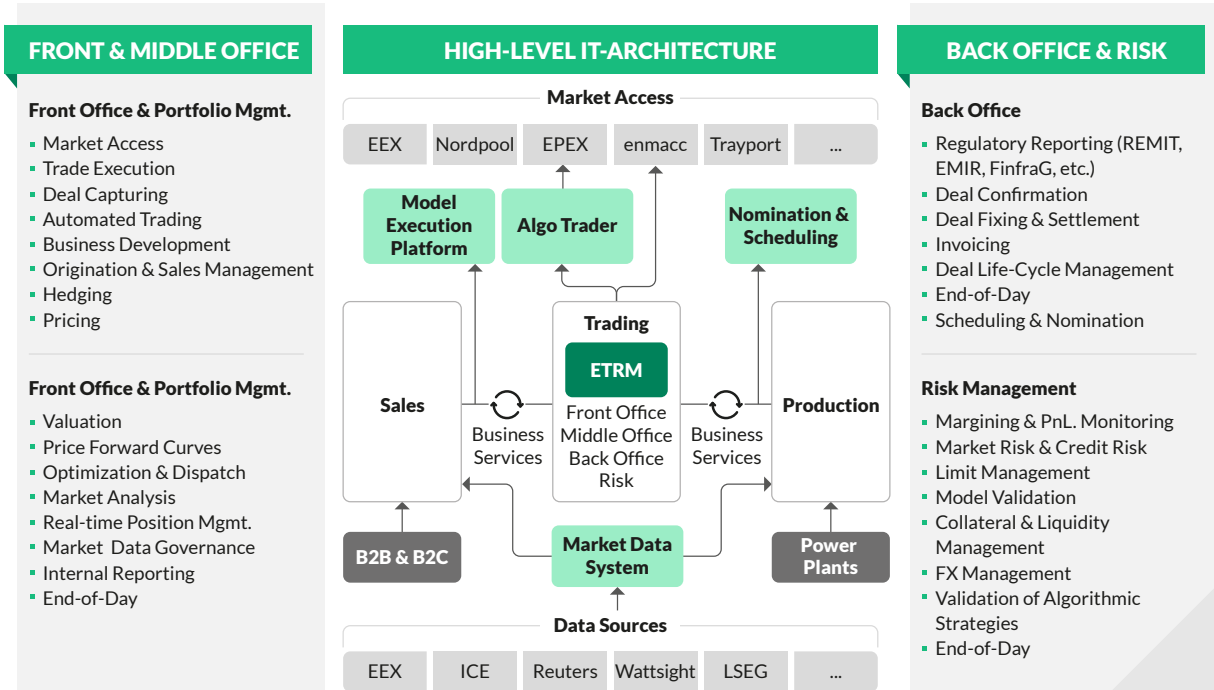 FRONT & MIDDLE OFFICE
Front Office & Portfolio Mgmt.
Market Access
Trade Execution
Deal Capturing
Automated Trading
Business Development
Origination & Sales Management
Hedging
Pricing
Front Office & Portfolio Mgmt.
Valuation
Price Forward Curves
Optimization & Dispatch
Market Analysis
Real-time Position Mgmt.
Market Data Governance
Internal Reporting
End-of-Day
HIGH-LEVEL IT-ARCHITECTURE
Market Access
EEX
Nordpool
EPEX
enmacc
Trayport
...
Model
Execution
Platform
Algo Trader
Nomination &
Scheduling
Sales
Business
Services
Trading
ETRM
Front Office
Middle Office
Back Office
Risk
Business
Services
Production
B2B & B2C
Market Data
System
Power
Plants
Data Sources
EEX
ICE
Reuters
Wattsight
LSEG
...
BACK OFFICE & RISK
Back Office
Regulatory Reporting (REMIT,
EMIR, FinfraG, etc.)
Deal Confirmation
Deal Fixing & Settlement
Invoicing
Deal Life-Cycle Management
End-of-Day
Scheduling & Nomination
Risk Management
Margining & PnL. Monitoring
Market Risk & Credit Risk
Limit Management
Model Validation
Collateral & Liquidity
Management
FX Management
Validation of Algorithmic
Strategies
End-of-Day